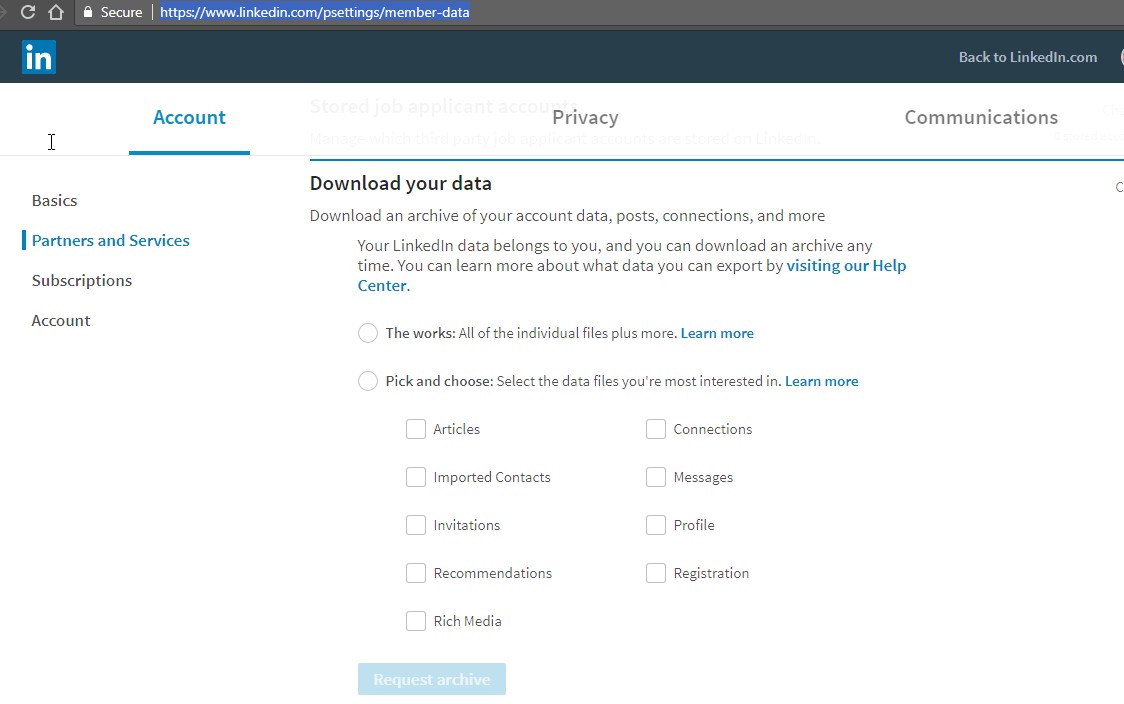 Secure https://www.linkedin.com/psettings/member-data
in Back to LinkedIn.com
Stored job applicant accounts
Account Privacy Communications
Manage which third party job applicant accounts are stored on LinkedIn.
Download your data
Download an archive of your account data, posts, connections, and more
Basics
Partners and Services
Subscriptions
Account
Your LinkedIn data belongs to you, and you can download an archive any
time. You can learn more about what data you can export by visiting our Help
Center.
The works: All of the individual files plus more. Learn more
Pick and choose: Select the data files you're most interested in. Learn more
Articles Connections
Imported Contacts Messages
Invitations Profile
Recommendations Registration
Rich Media
Request archive